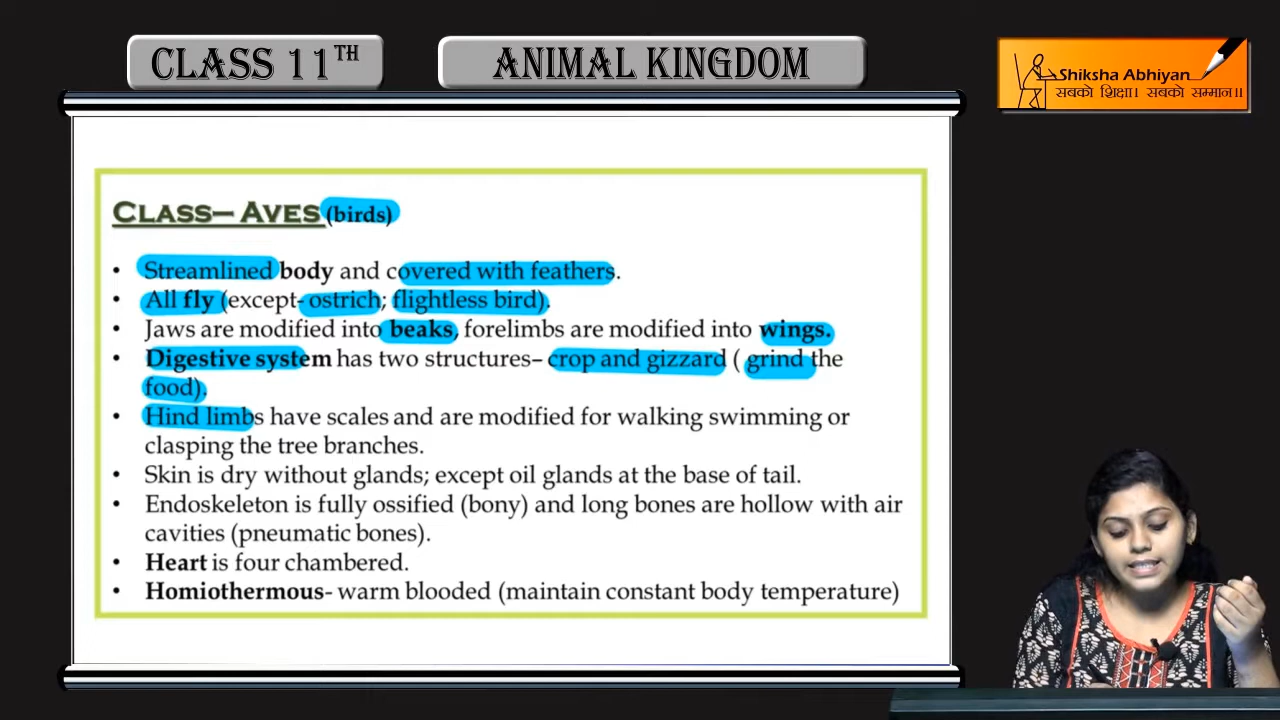 CLASS 11TH
ANIMAL KINGDOM
Shiksha Abhiyan
सबको शिक्षा। सबको सम्मान।।
CLASS– AVES (birds)
• Streamlined body and covered with feathers.
• All fly (except- ostrich; flightless bird).
• Jaws are modified into beaks, forelimbs are modified into wings.
• Digestive system has two structures– crop and gizzard ( grind the
food).
• Hind limbs have scales and are modified for walking swimming or
clasping the tree branches.
• Skin is dry without glands; except oil glands at the base of tail.
• Endoskeleton is fully ossified (bony) and long bones are hollow with air
cavities (pneumatic bones).
• Heart is four chambered.
• Homiothermous- warm blooded (maintain constant body temperature)